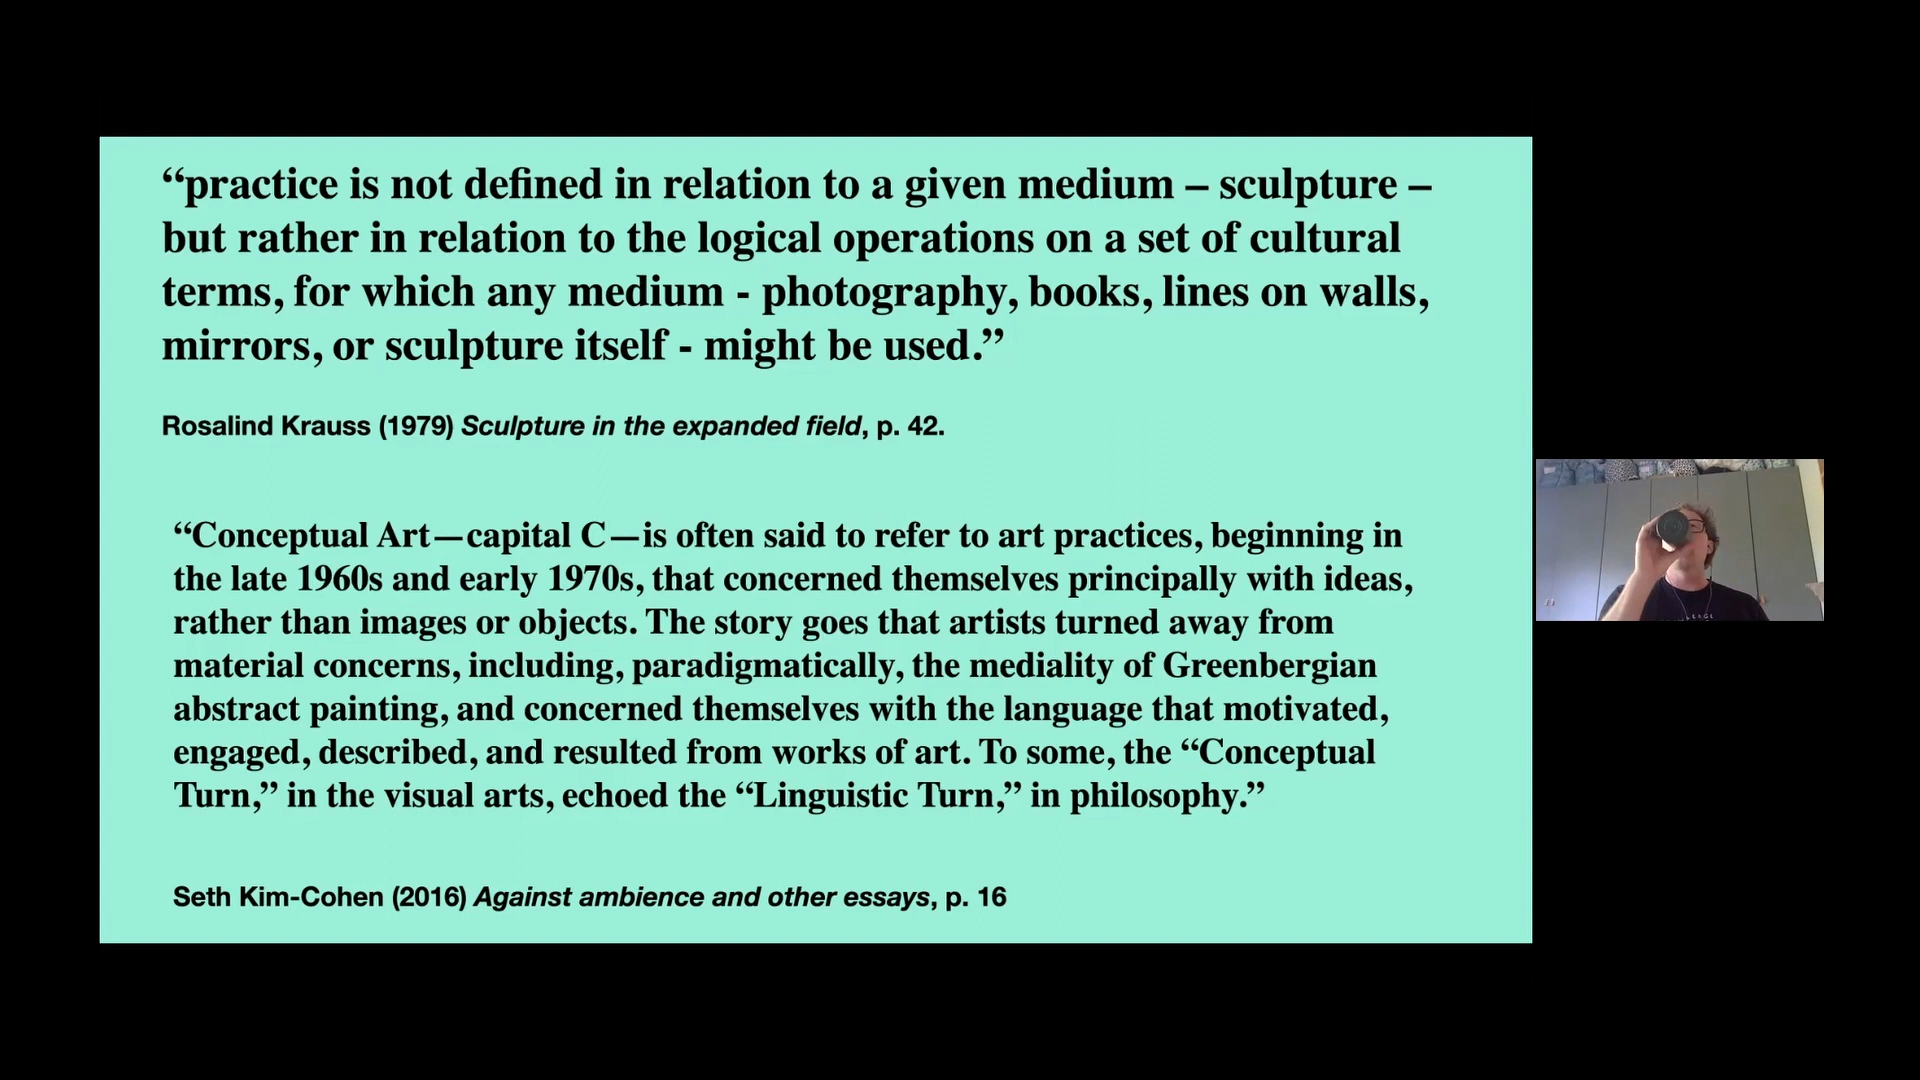 “practice is not defined in relation to a given medium – sculpture –
but rather in relation to the logical operations on a set of cultural
terms, for which any medium - photography, books, lines on walls,
mirrors, or sculpture itself - might be used.”
Rosalind Krauss (1979) Sculpture in the expanded field, p. 42.
“Conceptual Art—capital C—is often said to refer to art practices, beginning in
the late 1960s and early 1970s, that concerned themselves principally with ideas,
rather than images or objects. The story goes that artists turned away from
material concerns, including, paradigmatically, the mediality of Greenbergian
abstract painting, and concerned themselves with the language that motivated,
engaged, described, and resulted from works of art. To some, the “Conceptual
Turn,” in the visual arts, echoed the “Linguistic Turn,” in philosophy.”
Seth Kim-Cohen (2016) Against ambience and other essays, p. 16